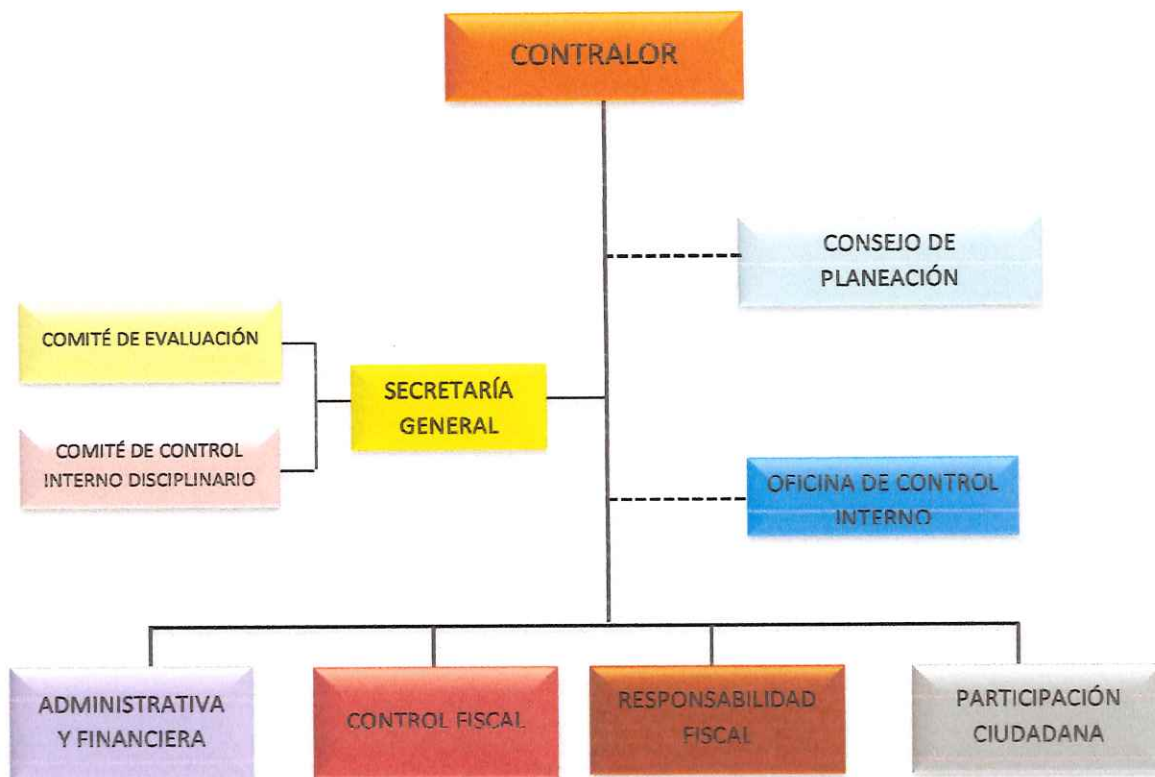 CONTRALOR
CONSEJO DE
PLANEACIÓN
COMITÉ DE EVALUACIÓN
SECRETARÍA
GENERAL
COMITÉ DE CONTROL
INTERNO DISCIPLINARIO
OFICINA DE CONTROL
INTERNO
ADMINISTRATIVA
Y FINANCIERA
CONTROL FISCAL
RESPONSABILIDAD
FISCAL
PARTICIPACIÓN
CIUDADANA